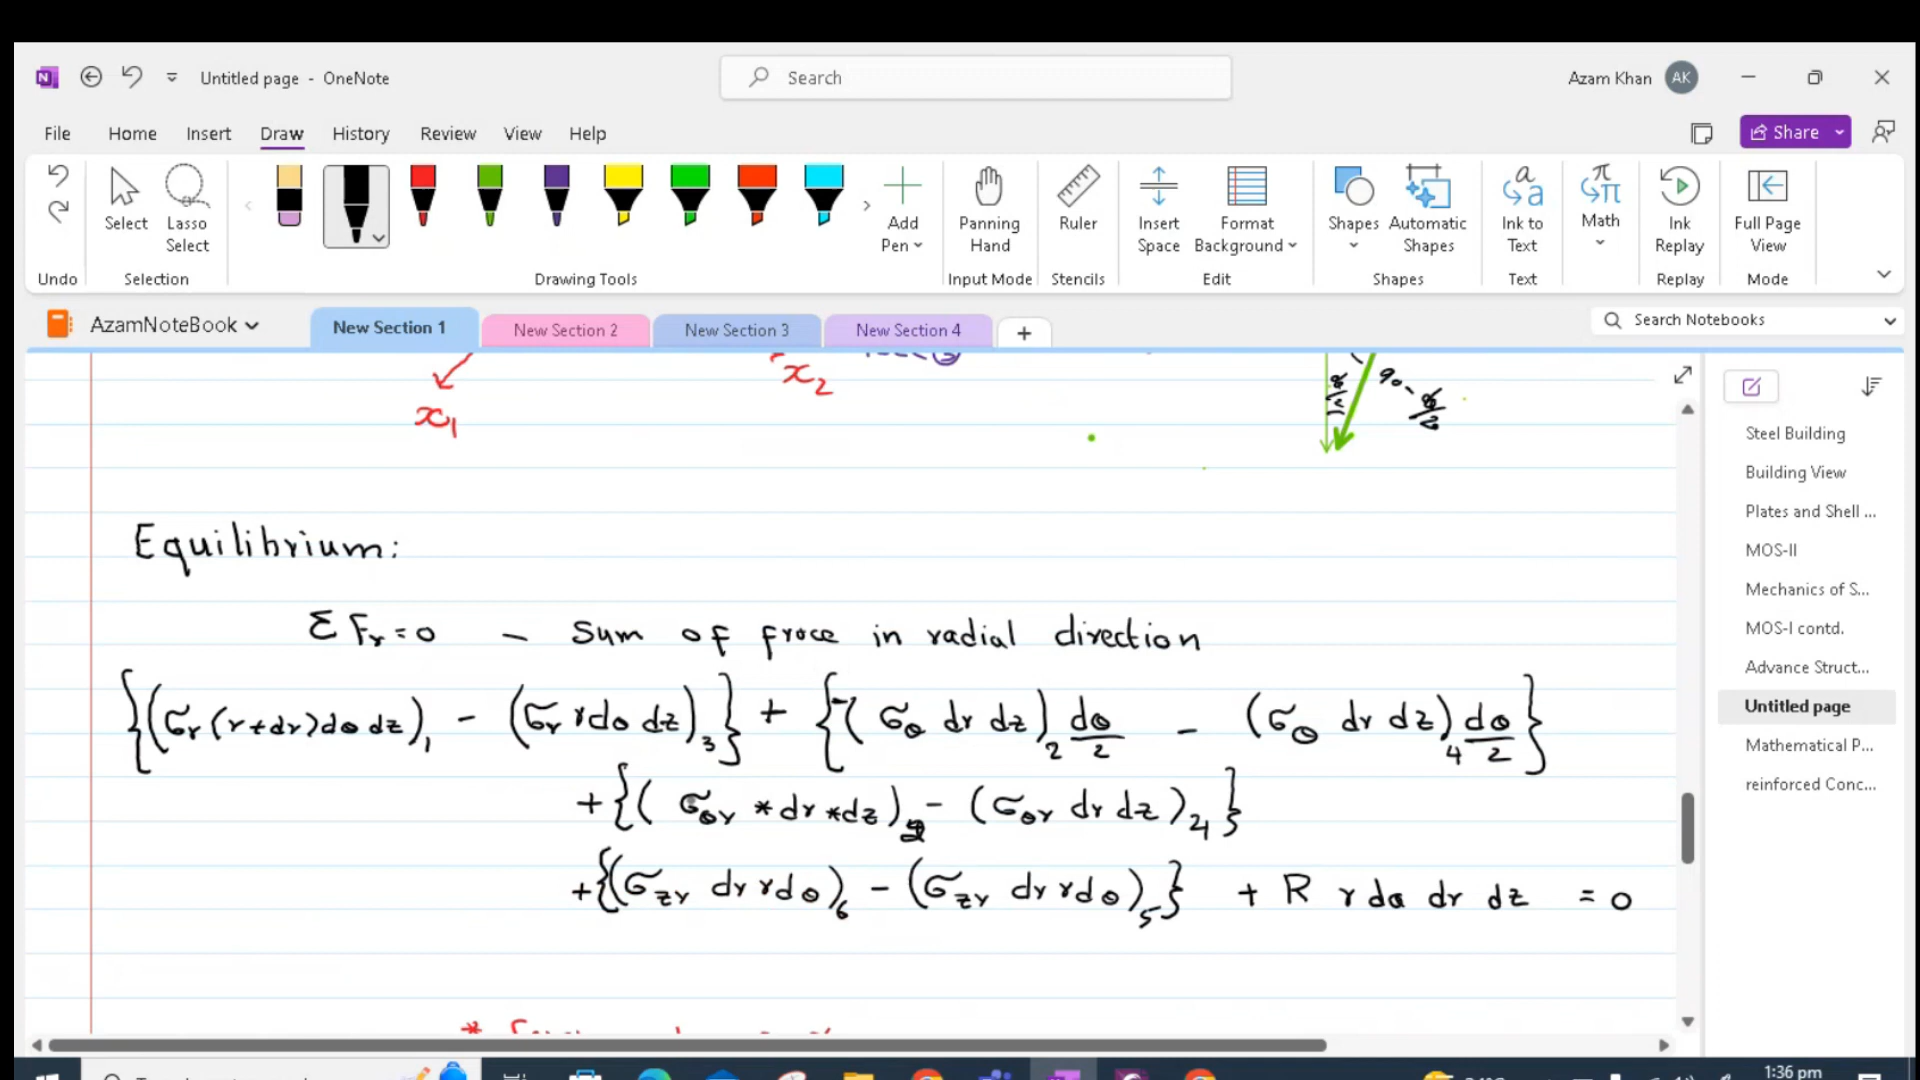 Untitled page - OneNote
Search
Azam Khan AK
File Home Insert Draw History Review View Help
Share
Select
Lasso Select
Add Pen
Panning Hand
Ruler
Insert Space
Format Background
Shapes
Automatic Shapes
Ink to Text
Math
Ink Replay
Full Page View
Undo Selection Drawing Tools Input Mode Stencils Edit Shapes Text Replay Mode
AzamNoteBook
New Section 1
New Section 2
New Section 3
New Section 4
+
Search Notebooks
x₁
x₂
Equilibrium:
Σ Fr = 0 – Sum of froce in radial direction
{(σr (r+dr) dθ dz)₁ - (σr rdθ dz)₃} + {-(σθ dr dz)₂ dθ/2 - (σθ dr dz)₄ dθ/2}
+{(σθr *dr*dz)₂ - (σθr dr dz)₄}
+{(σzr dr rdθ)₆ - (σzr dr rdθ)₅} + R rdθ dr dz = 0
Steel Building
Building View
Plates and Shell ...
MOS-II
Mechanics of S...
MOS-I contd.
Advance Struct...
Untitled page
Mathematical P...
reinforced Conc...
1:36 pm